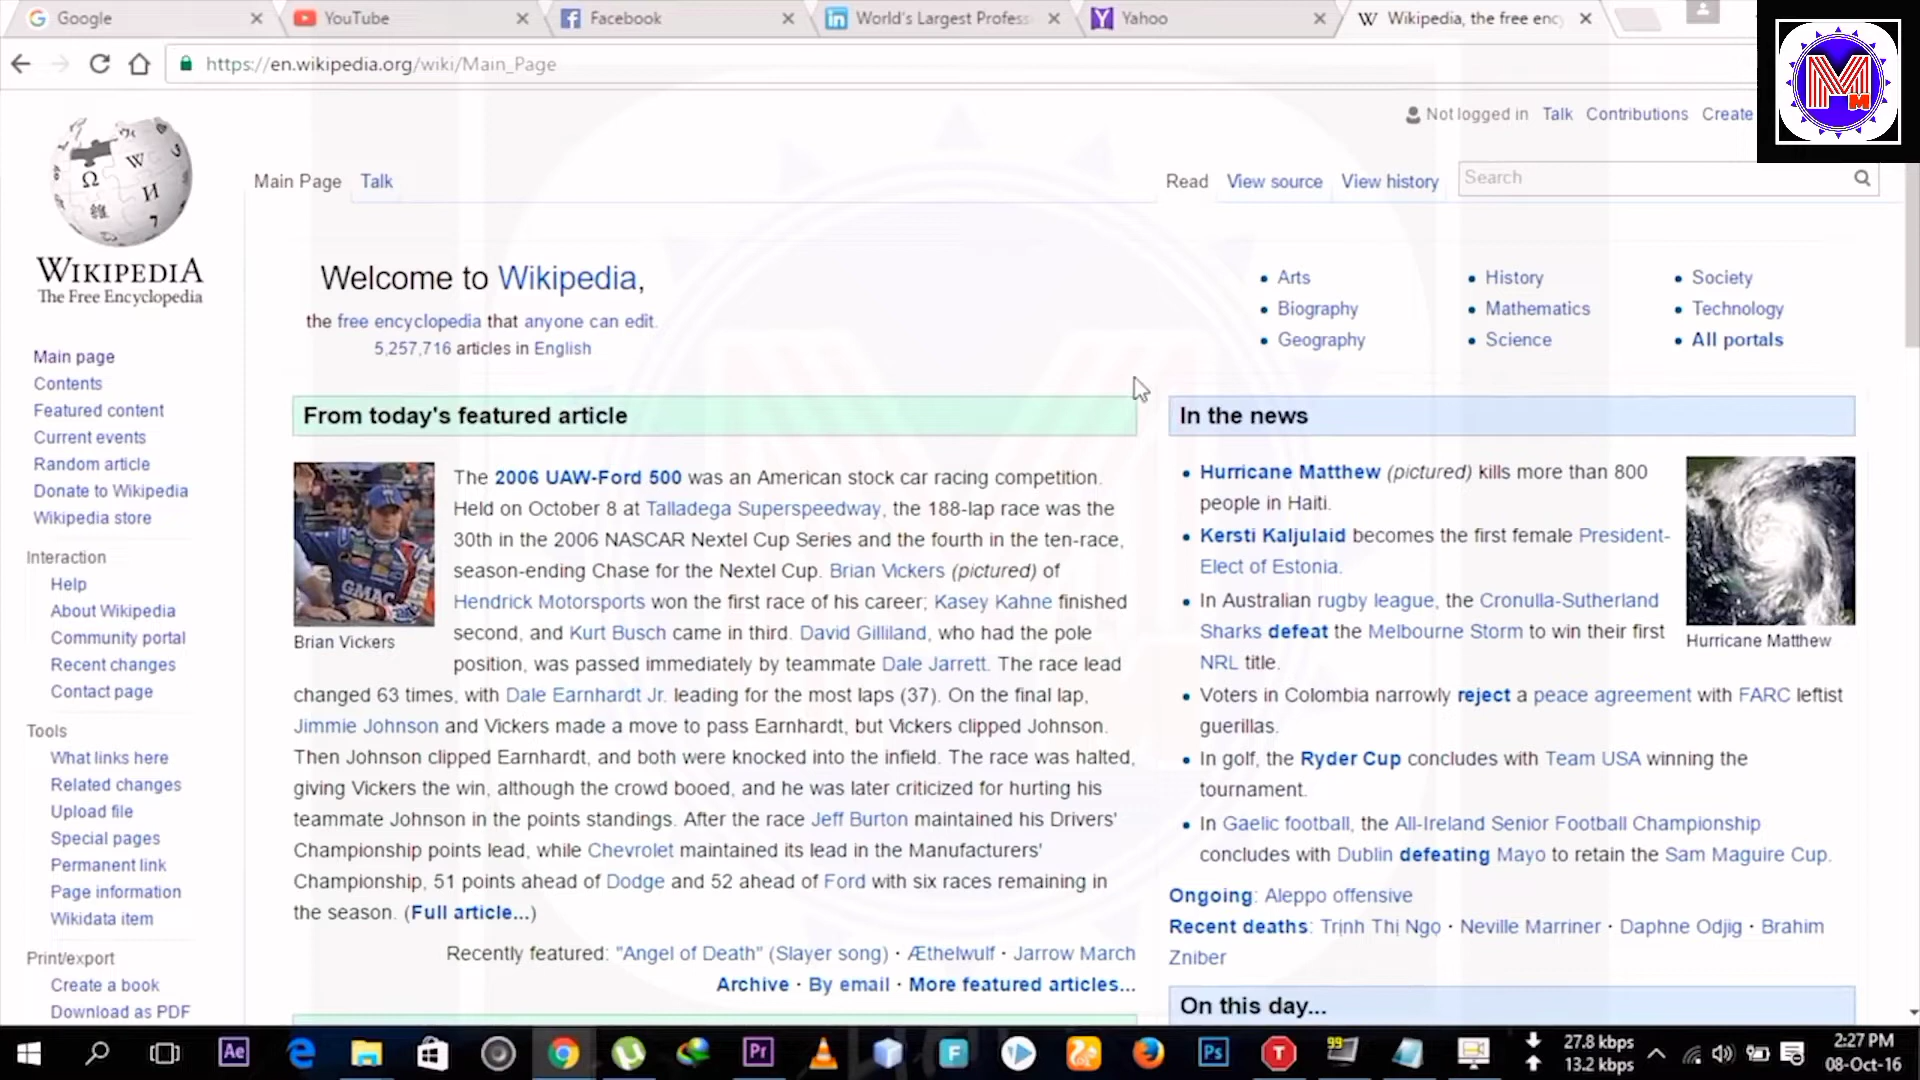 Google
YouTube
Facebook
World's Largest Profess
Yahoo
Wikipedia, the free enc
https://en.wikipedia.org/wiki/Main_Page
Not logged in Talk Contributions Create
Main Page Talk
Read View source View history
Search
WIKIPEDIA
The Free Encyclopedia
Main page
Contents
Featured content
Current events
Random article
Donate to Wikipedia
Wikipedia store
Interaction
Help
About Wikipedia
Community portal
Recent changes
Contact page
Tools
What links here
Related changes
Upload file
Special pages
Permanent link
Page information
Wikidata item
Print/export
Create a book
Download as PDF
Welcome to Wikipedia,
the free encyclopedia that anyone can edit.
5,257,716 articles in English
Arts
Biography
Geography
History
Mathematics
Science
Society
Technology
All portals
From today's featured article
The 2006 UAW-Ford 500 was an American stock car racing competition.
Held on October 8 at Talladega Superspeedway, the 188-lap race was the
30th in the 2006 NASCAR Nextel Cup Series and the fourth in the ten-race,
season-ending Chase for the Nextel Cup. Brian Vickers (pictured) of
Hendrick Motorsports won the first race of his career; Kasey Kahne finished
second, and Kurt Busch came in third. David Gilliland, who had the pole
position, was passed immediately by teammate Dale Jarrett. The race lead
changed 63 times, with Dale Earnhardt Jr. leading for the most laps (37). On the final lap,
Jimmie Johnson and Vickers made a move to pass Earnhardt, but Vickers clipped Johnson.
Then Johnson clipped Earnhardt, and both were knocked into the infield. The race was halted,
giving Vickers the win, although the crowd booed, and he was later criticized for hurting his
teammate Johnson in the points standings. After the race Jeff Burton maintained his Drivers'
Championship points lead, while Chevrolet maintained its lead in the Manufacturers'
Championship, 51 points ahead of Dodge and 52 ahead of Ford with six races remaining in
the season. (Full article...)
GMAC
Brian Vickers
Recently featured: "Angel of Death" (Slayer song) · Æthelwulf · Jarrow March
Archive · By email · More featured articles...
In the news
Hurricane Matthew (pictured) kills more than 800
people in Haiti.
Kersti Kaljulaid becomes the first female President-
Elect of Estonia.
In Australian rugby league, the Cronulla-Sutherland
Sharks defeat the Melbourne Storm to win their first
NRL title.
Voters in Colombia narrowly reject a peace agreement with FARC leftist
guerillas.
In golf, the Ryder Cup concludes with Team USA winning the
tournament.
In Gaelic football, the All-Ireland Senior Football Championship
concludes with Dublin defeating Mayo to retain the Sam Maguire Cup.
Hurricane Matthew
Ongoing: Aleppo offensive
Recent deaths: Trịnh Thị Ngọ · Neville Marriner · Daphne Odjig · Brahim
Zniber
On this day...
Ae
Pr
F
Ps
T
99
27.8 kbps
13.2 kbps
2:27 PM
08-Oct-16
M
M